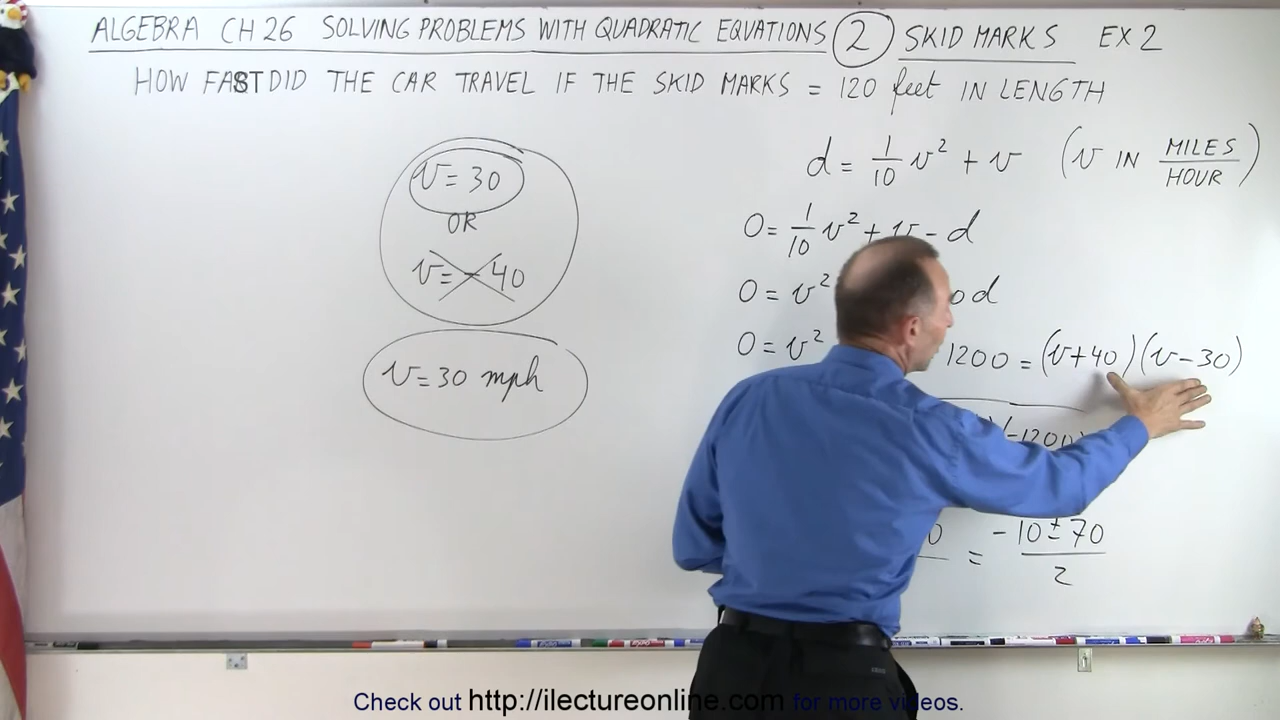 ALGEBRA CH 26 SOLVING PROBLEMS WITH QUADRATIC EQUATIONS 2 SKID MARKS EX 2
HOW FAST DID THE CAR TRAVEL IF THE SKID MARKS = 120 feet IN LENGTH
d = 1/10 v² + v (v IN MILES/HOUR)
0 = 1/10 v² + v - d
0 = v² 0d
0 = v² 1200 = (v+40)(v-30)
(-1200)
0 = -10 ± 70 / 2
v = 30
OR
v = -40
v = 30 mph
Check out http://ilectureonline.com for more videos.